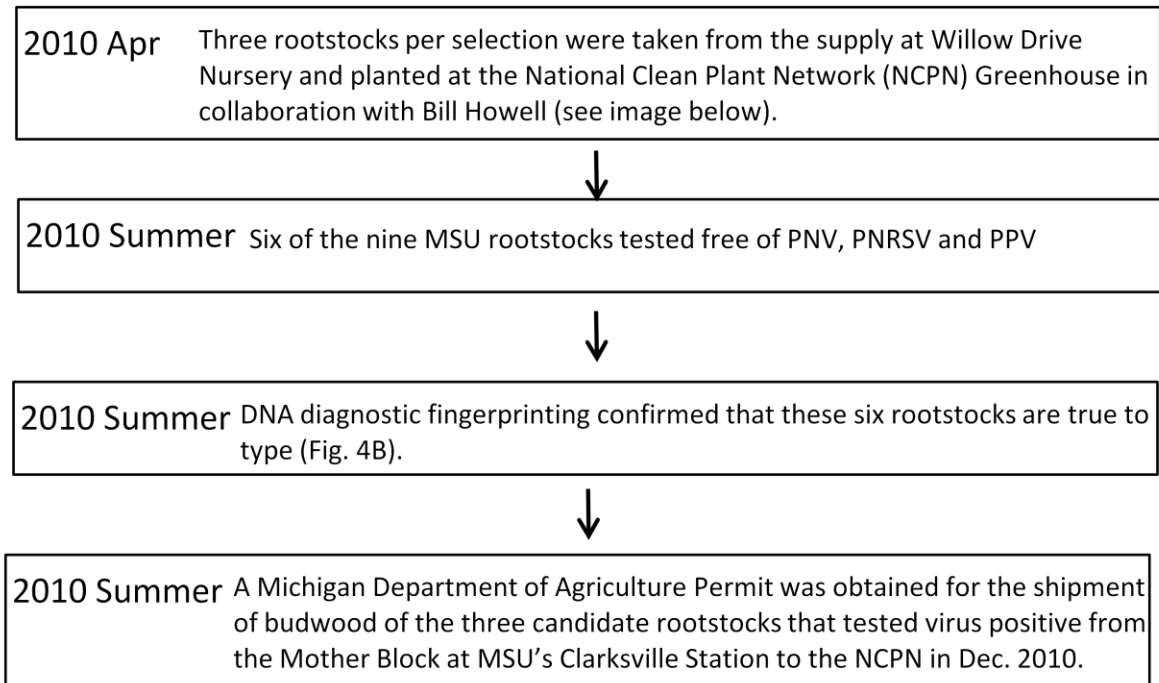 2010 Apr Three rootstocks per selection were taken from the supply at Willow Drive
Nursery and planted at the National Clean Plant Network (NCPN) Greenhouse in
collaboration with Bill Howell (see image below).
2010 Summer Six of the nine MSU rootstocks tested free of PNV, PNRSV and PPV
2010 Summer DNA diagnostic fingerprinting confirmed that these six rootstocks are true to
type (Fig. 4B).
2010 Summer A Michigan Department of Agriculture Permit was obtained for the shipment
of budwood of the three candidate rootstocks that tested virus positive from
the Mother Block at MSU's Clarksville Station to the NCPN in Dec. 2010.